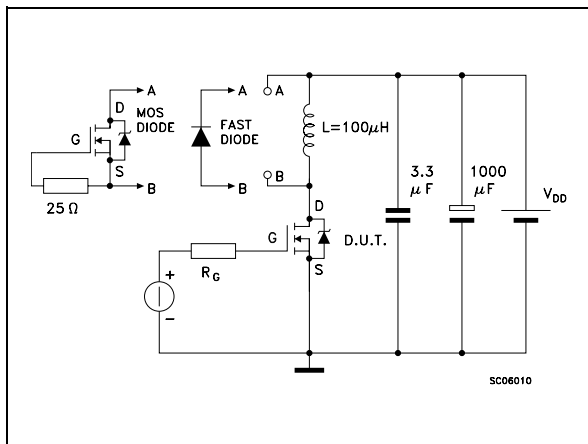 A
D
MOS
DIODE
G
S
B
25 Ω
A
FAST
DIODE
B
A
L=100μH
B
D
G
D.U.T.
S
RG
+
−
3.3
μF
1000
μF
VDD
SC06010